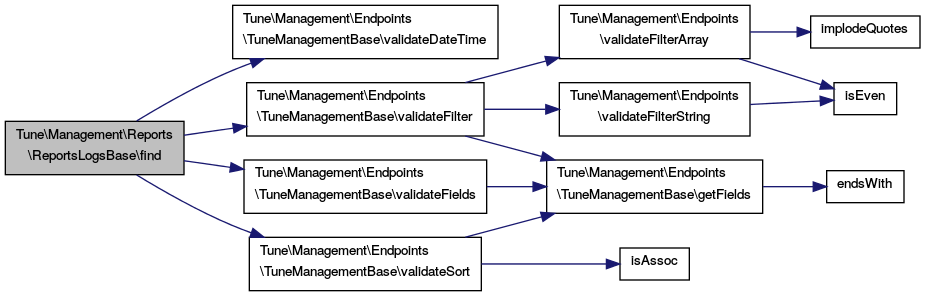 Tune\Management\Reports
\ReportsLogsBase\find
Tune\Management\Endpoints
\TuneManagementBase\validateDateTime
Tune\Management\Endpoints
\TuneManagementBase\validateFilter
Tune\Management\Endpoints
\TuneManagementBase\validateFields
Tune\Management\Endpoints
\TuneManagementBase\validateSort
Tune\Management\Endpoints
\validateFilterArray
Tune\Management\Endpoints
\validateFilterString
Tune\Management\Endpoints
\TuneManagementBase\getFields
isAssoc
implodeQuotes
isEven
endsWith